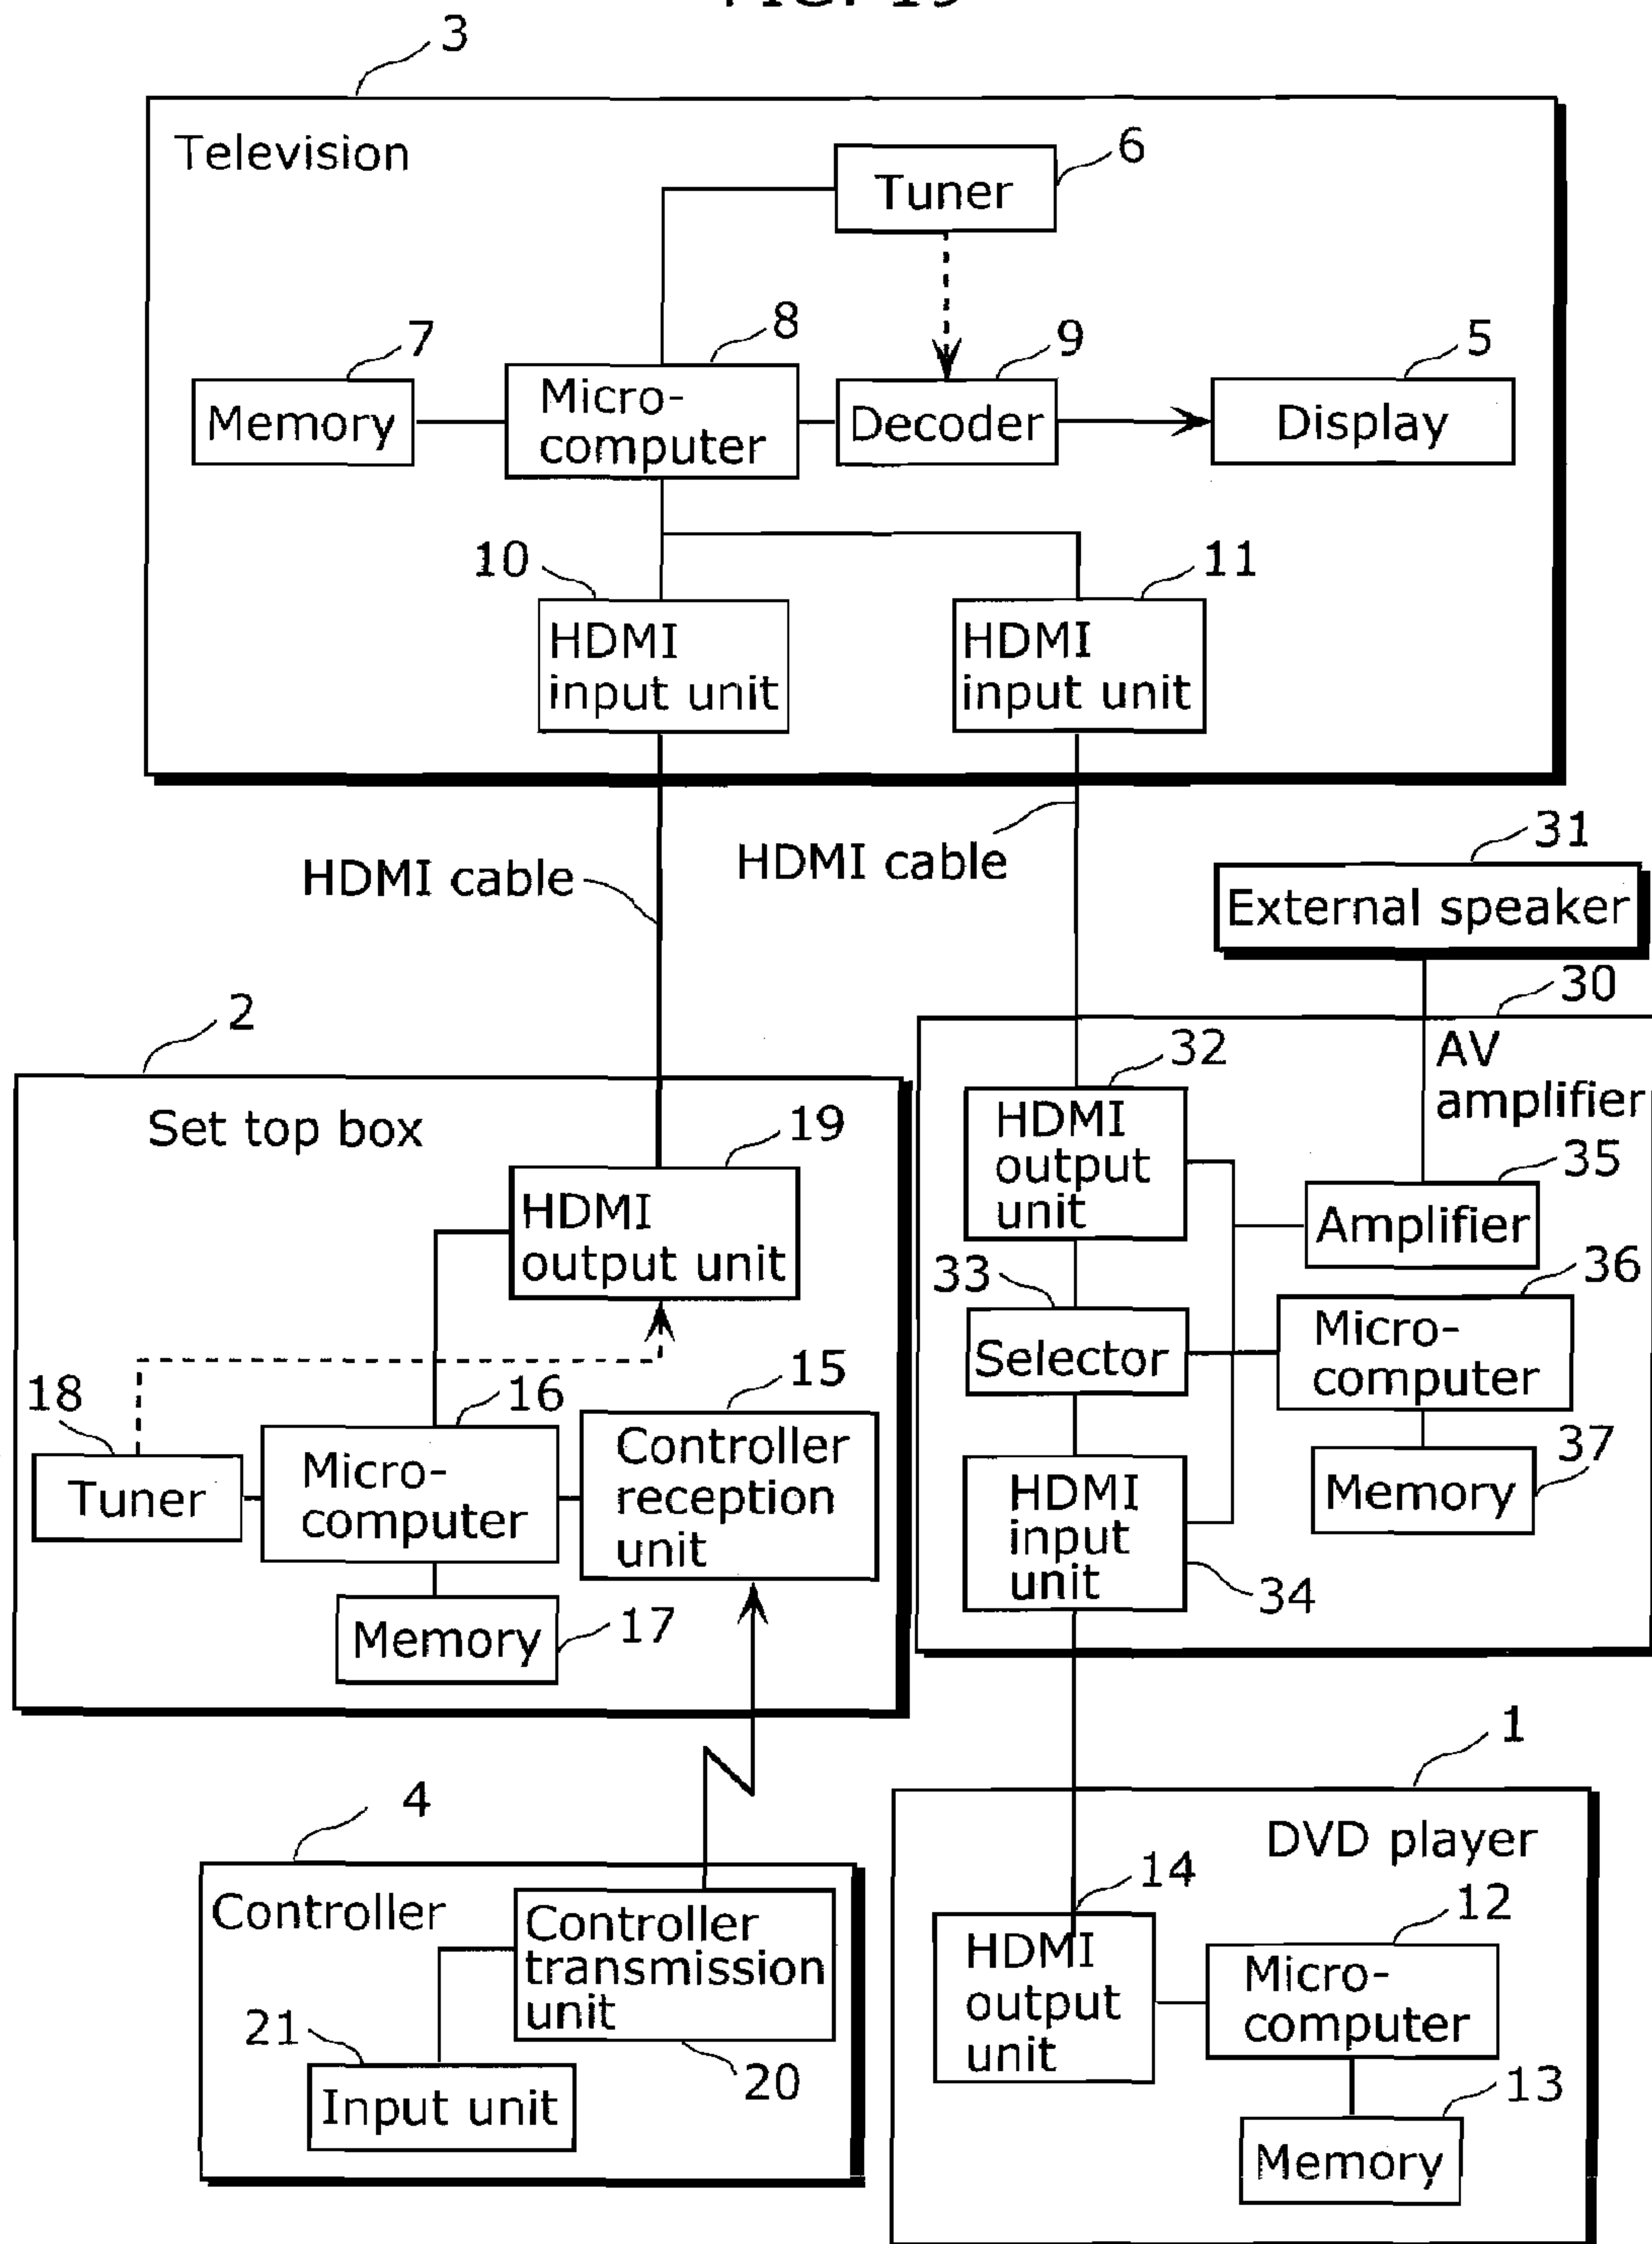 FIG. 19
3
Television
6
Tuner
7
8
9
5
Memory
Micro-
computer
Decoder
Display
10
11
HDMI
input unit
HDMI
input unit
HDMI cable
HDMI cable
31
External speaker
2
30
Set top box
19
HDMI
output unit
18
16
15
Tuner
Micro-
computer
Controller
reception
unit
Memory
17
AV
amplifier
32
HDMI
output
unit
35
Amplifier
33
Selector
36
Micro-
computer
37
Memory
HDMI
input
unit
34
4
Controller
Controller
transmission
unit
21
20
Input unit
1
DVD player
14
HDMI
output
unit
12
Micro-
computer
13
Memory